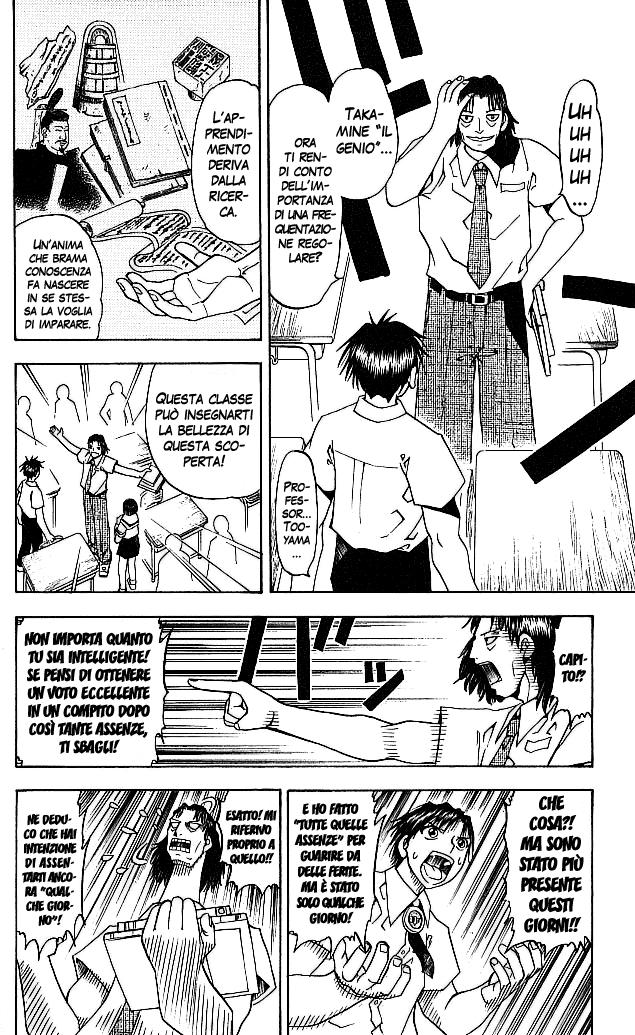 UH
UH
UH
UH
...
TAKA-
MINE "IL
GENIO"...
ORA
TI REN-
DI CONTO
DELL'IM-
PORTANZA
DI UNA FRE-
QUENTAZIO-
NE REGO-
LARE?
PRO-
FES-
SOR...
TOO-
YAMA
...
L'AP-
PRENDI-
MENTO
DERIVA
DALLA
RICER-
CA.
UN'ANIMA
CHE BRAMA
CONOSCENZA
FA NASCERE
IN SE STES-
SA LA VOGLIA
DI IMPARARE.
QUESTA CLASSE
PUÒ INSEGNARTI
LA BELLEZZA DI
QUESTA SCO-
PERTA!
CAPI-
TO!?
NON IMPORTA QUANTO
TU SIA INTELLIGENTE!
SE PENSI DI OTTENERE
UN VOTO ECCELLENTE
IN UN COMPITO DOPO
COSÌ TANTE ASSENZE,
TI SBAGLI!
CHE
COSA?!
MA SONO
STATO PIÙ
PRESENTE
QUESTI
GIORNI!!
E HO FATTO
"TUTTE QUELLE
ASSENZE" PER
GUARIRE DA
DELLE FERITE.
MA È STATO
SOLO QUALCHE
GIORNO!
ESATTO! MI
RIFERIVO
PROPRIO A
QUELLO!!
NE DEDU-
CO CHE HAI
INTENZIONE
DI ASSEN-
TARTI ANCO-
RA "QUAL-
CHE GIOR-
NO"!